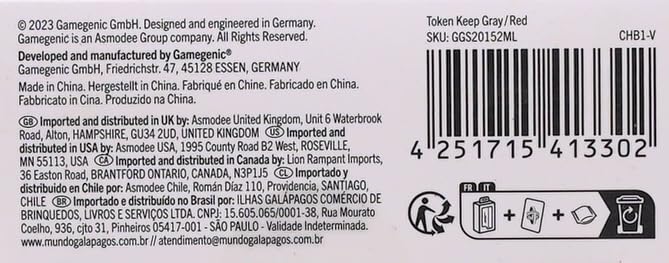 © 2023 Gamegenic GmbH. Designed and engineered in Germany.
Gamegenic is an Asmodee Group company. All Rights Reserved.
Developed and manufactured by Gamegenic®
Gamegenic GmbH, Friedrichstr. 47, 45128 ESSEN, GERMANY
Made in China. Hergestellt in China. Fabriqué en Chine. Fabricado en China.
Fabbricato in Cina. Produzido na China.
GB Imported and distributed in UK by: Asmodee United Kingdom, Unit 6 Waterbrook
Road, Alton, HAMPSHIRE, GU34 2UD, UNITED KINGDOM US Imported and
distributed in USA by: Asmodee USA, 1995 County Road B2 West, ROSEVILLE,
MN 55113, USA CA Imported and distributed in Canada by: Lion Rampant Imports,
36 Easton Road, BRANTFORD ONTARIO, CANADA, N3P1J5 CL Importado y
distribuido en Chile por: Asmodee Chile, Román Díaz 110, Providencia, SANTIAGO,
CHILE BR Importado e distribuído no Brasil por: ILHAS GALÁPAGOS COMÉRCIO DE
BRINQUEDOS, LIVROS E SERVIÇOS LTDA. CNPJ: 15.605.065/0001-38, Rua Mourato
Coelho, 936, cjto 31, Pinheiros 05417-001 - SÃO PAULO - Validade Indeterminada.
www.mundogalapagos.com.br // atendimento@mundogalapagos.com.br
Token Keep Gray/Red
SKU: GGS20152ML CHB1-V
4 251715 413302
FR IT
+ +